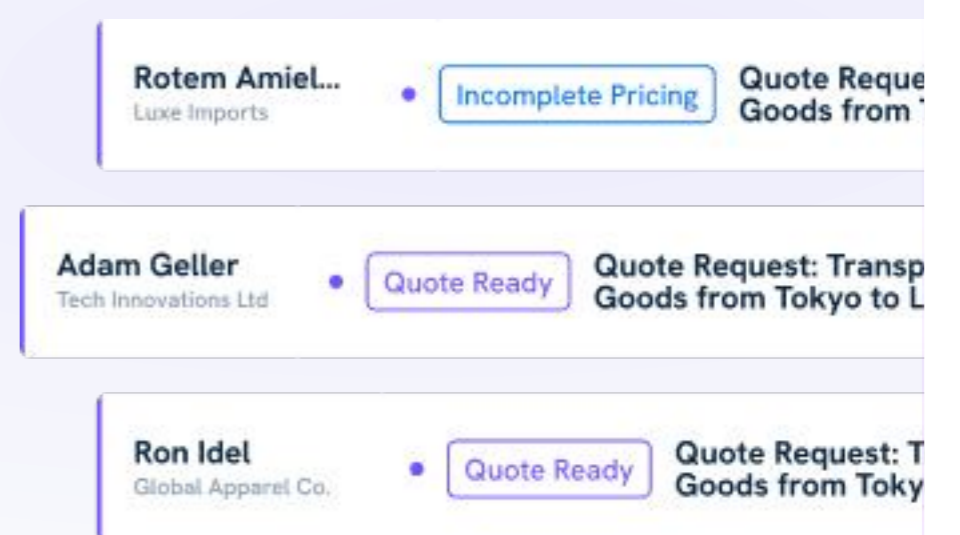 Rotem Amiel...
Luxe Imports
Incomplete Pricing
Quote Reque
Goods from
Adam Geller
Tech Innovations Ltd
Quote Ready
Quote Request: Transp
Goods from Tokyo to L
Ron Idel
Global Apparel Co.
Quote Ready
Quote Request: T
Goods from Toky